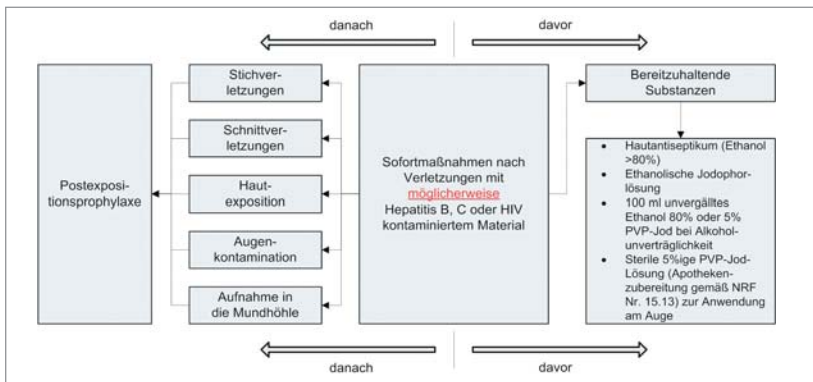 danach
davor
Postexposi-
tionsprophylaxe
Stichver-
letzungen
Schnittver-
letzungen
Haut-
exposition
Augen-
kontamination
Aufnahme in
die Mundhöhle
Sofortmaßnahmen nach
Verletzungen mit
möglicherweise
Hepatitis B, C oder HIV
kontaminiertem Material
Bereitzuhaltende
Substanzen
• Hautantiseptikum (Ethanol
>80%)
• Ethanolische Jodophor-
lösung
• 100 ml unvergälltes
Ethanol 80% oder 5%
PVP-Jod bei Alkohol-
unverträglichkeit
• Sterile 5%ige PVP-Jod-
Lösung (Apotheken-
zubereitung gemäß NRF
Nr. 15.13) zur Anwendung
am Auge
danach
davor